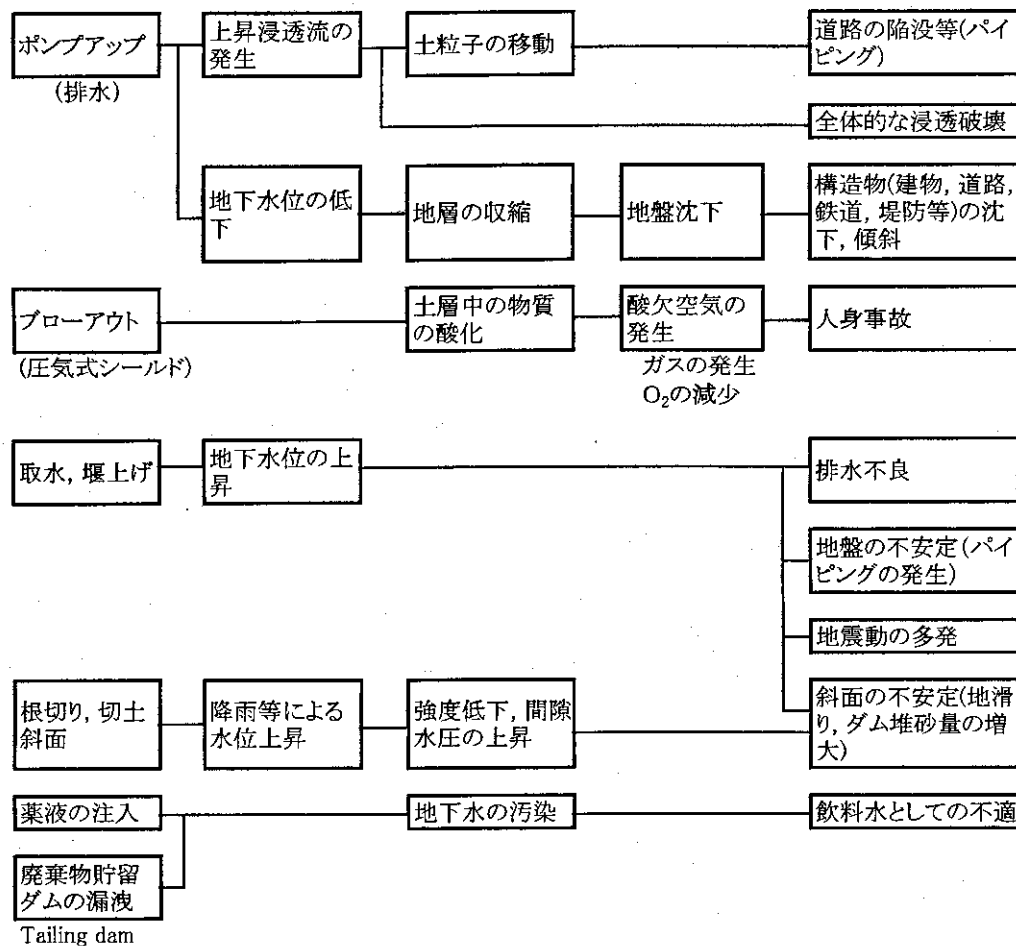 ポンプアップ
(排水)
上昇浸透流の
発生
土粒子の移動
道路の陥没等(パイ
ピング)
全体的な浸透破壊
地下水位の低
下
地層の収縮
地盤沈下
構造物(建物, 道路,
鉄道, 堤防等)の沈
下, 傾斜
ブローアウト
(圧気式シールド)
土層中の物質
の酸化
酸欠空気の
発生
ガスの発生
O₂の減少
人身事故
取水, 堰上げ
地下水位の上
昇
排水不良
地盤の不安定(パイ
ピングの発生)
地震動の多発
根切り, 切土
斜面
降雨等による
水位上昇
強度低下, 間隙
水圧の上昇
斜面の不安定(地滑
り, ダム堆砂量の増
大)
薬液の注入
地下水の汚染
飲料水としての不適
廃棄物貯留
ダムの漏洩
Tailing dam